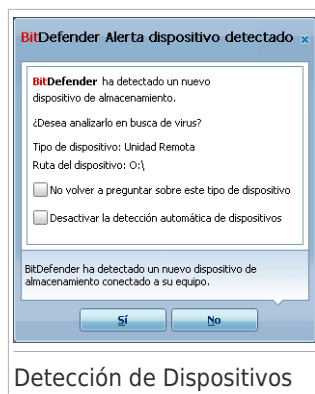 BitDefender Alerta dispositivo detectado x
BitDefender ha detectado un nuevo
dispositivo de almacenamiento.
¿Desea analizarlo en busca de virus?
Tipo de dispositivo: Unidad Remota
Ruta del dispositivo: O:\
No volver a preguntar sobre este tipo de dispositivo
Desactivar la detección automática de dispositivos
BitDefender ha detectado un nuevo dispositivo de
almacenamiento conectado a su equipo.
Sí No
Detección de Dispositivos